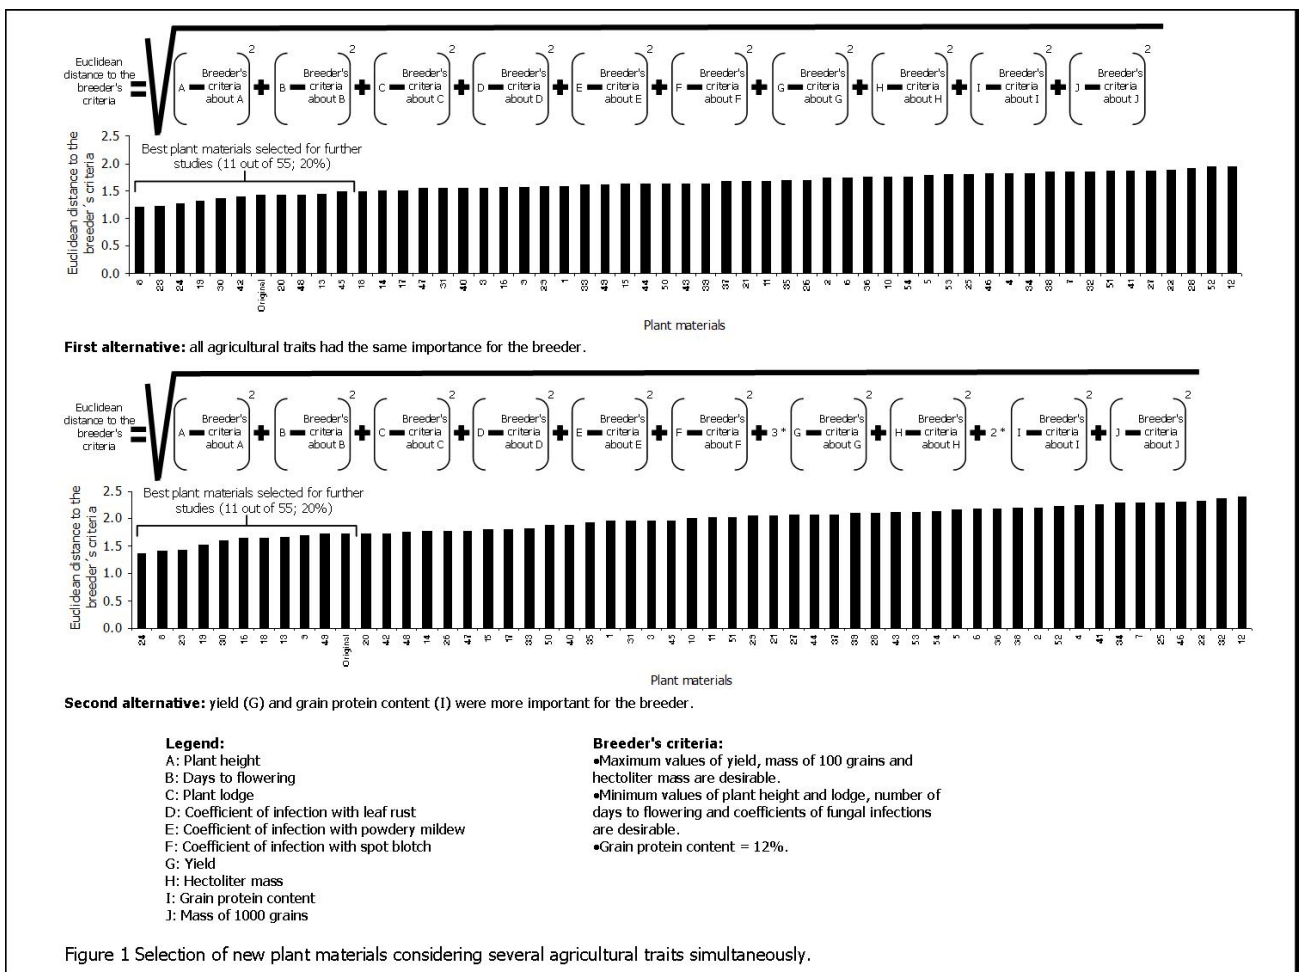 Euclidean
distance to the
breeder's
criteria
=
√
( A − Breeder's criteria about A )2 + ( B − Breeder's criteria about B )2 + ( C − Breeder's criteria about C )2 + ( D − Breeder's criteria about D )2 + ( E − Breeder's criteria about E )2 + ( F − Breeder's criteria about F )2 + ( G − Breeder's criteria about G )2 + ( H − Breeder's criteria about H )2 + ( I − Breeder's criteria about I )2 + ( J − Breeder's criteria about J )2
Euclidean distance to the
breeder´s criteria
2.5
2.0
1.5
1.0
0.5
0.0
Best plant materials selected for further
studies (11 out of 55; 20%)
8 23 24 19 30 42 Original 20 48 13 45 18 14 17 47 31 40 3 16 9 29 1 33 49 15 44 50 43 39 37 21 11 35 26 2 6 36 10 54 5 53 25 46 4 34 38 7 32 51 41 27 22 28 52 12
Plant materials
First alternative: all agricultural traits had the same importance for the breeder.
Euclidean
distance to the
breeder's
criteria
=
√
( A − Breeder's criteria about A )2 + ( B − Breeder's criteria about B )2 + ( C − Breeder's criteria about C )2 + ( D − Breeder's criteria about D )2 + ( E − Breeder's criteria about E )2 + ( F − Breeder's criteria about F )2 + 3 * ( G − Breeder's criteria about G )2 + ( H − Breeder's criteria about H )2 + 2 * ( I − Breeder's criteria about I )2 + ( J − Breeder's criteria about J )2
Euclidean distance to the
breeder´s criteria
2.5
2.0
1.5
1.0
0.5
0.0
Best plant materials selected for further
studies (11 out of 55; 20%)
24 8 23 19 30 16 18 13 9 49 Original 20 42 48 14 26 47 15 17 33 50 40 35 1 31 3 45 10 11 51 29 21 27 44 37 39 28 43 53 54 5 6 36 38 2 52 4 41 34 7 25 46 22 32 12
Plant materials
Second alternative: yield (G) and grain protein content (I) were more important for the breeder.
Legend:
A: Plant height
B: Days to flowering
C: Plant lodge
D: Coefficient of infection with leaf rust
E: Coefficient of infection with powdery mildew
F: Coefficient of infection with spot blotch
G: Yield
H: Hectoliter mass
I: Grain protein content
J: Mass of 1000 grains
Breeder's criteria:
•Maximum values of yield, mass of 100 grains and
hectoliter mass are desirable.
•Minimum values of plant height and lodge, number of
days to flowering and coefficients of fungal infections
are desirable.
•Grain protein content = 12%.
Figure 1 Selection of new plant materials considering several agricultural traits simultaneously.